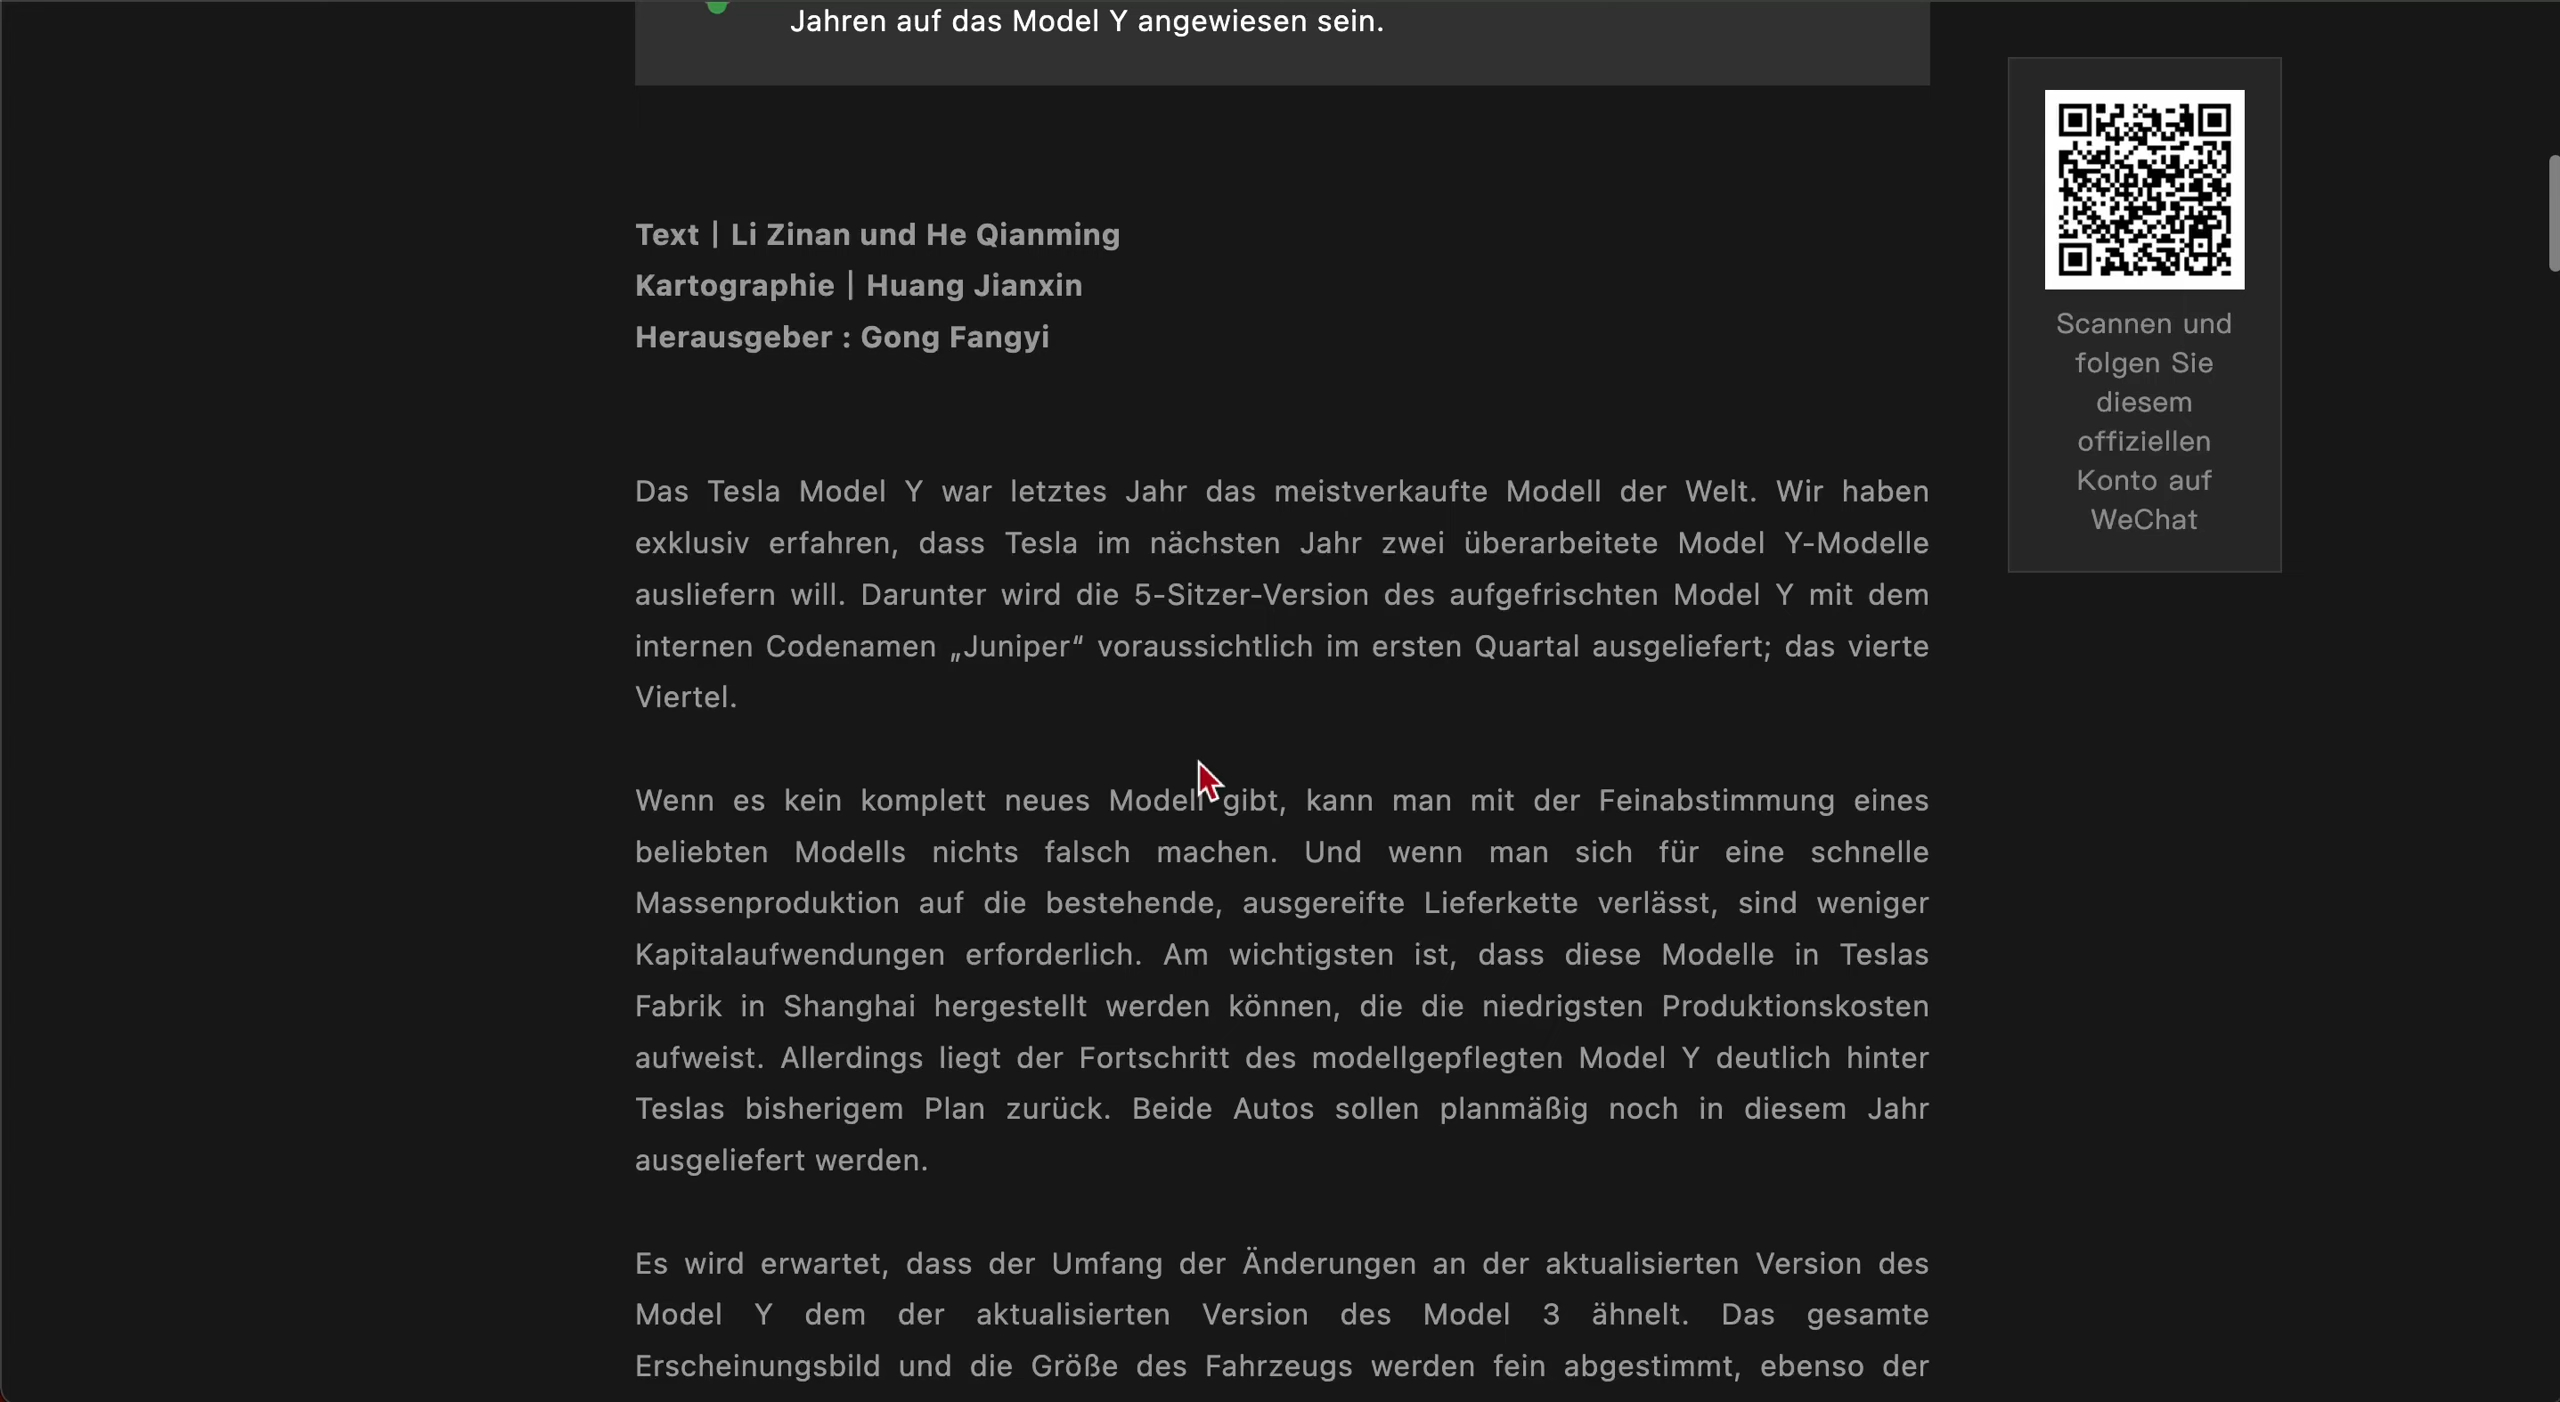 Jahren auf das Model Y angewiesen sein.
Text | Li Zinan und He Qianming
Kartographie | Huang Jianxin
Herausgeber : Gong Fangyi
Das Tesla Model Y war letztes Jahr das meistverkaufte Modell der Welt. Wir haben
exklusiv erfahren, dass Tesla im nächsten Jahr zwei überarbeitete Model Y-Modelle
ausliefern will. Darunter wird die 5-Sitzer-Version des aufgefrischten Model Y mit dem
internen Codenamen „Juniper“ voraussichtlich im ersten Quartal ausgeliefert; das vierte
Viertel.
Wenn es kein komplett neues Modell gibt, kann man mit der Feinabstimmung eines
beliebten Modells nichts falsch machen. Und wenn man sich für eine schnelle
Massenproduktion auf die bestehende, ausgereifte Lieferkette verlässt, sind weniger
Kapitalaufwendungen erforderlich. Am wichtigsten ist, dass diese Modelle in Teslas
Fabrik in Shanghai hergestellt werden können, die die niedrigsten Produktionskosten
aufweist. Allerdings liegt der Fortschritt des modellgepflegten Model Y deutlich hinter
Teslas bisherigem Plan zurück. Beide Autos sollen planmäßig noch in diesem Jahr
ausgeliefert werden.
Es wird erwartet, dass der Umfang der Änderungen an der aktualisierten Version des
Model Y dem der aktualisierten Version des Model 3 ähnelt. Das gesamte
Erscheinungsbild und die Größe des Fahrzeugs werden fein abgestimmt, ebenso der
Scannen und
folgen Sie
diesem
offiziellen
Konto auf
WeChat